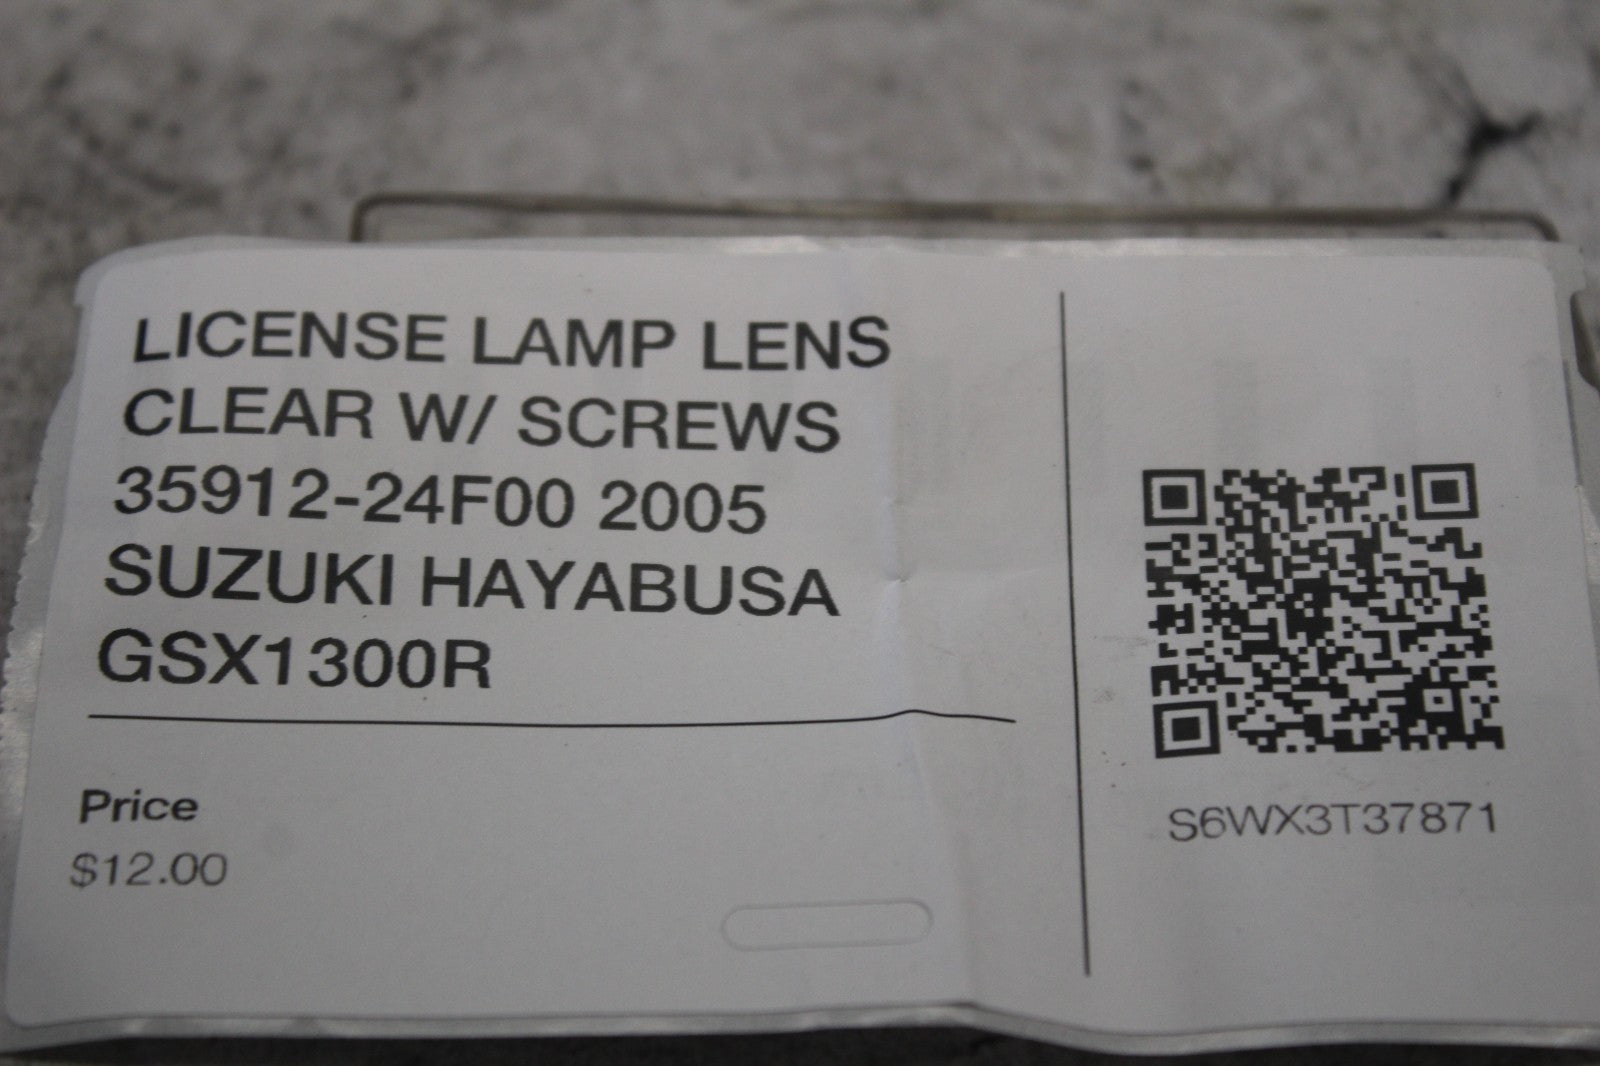 LICENSE LAMP LENS
CLEAR W/ SCREWS
35912-24F00 2005
SUZUKI HAYABUSA
GSX1300R
Price
$12.00
S6WX3T37871